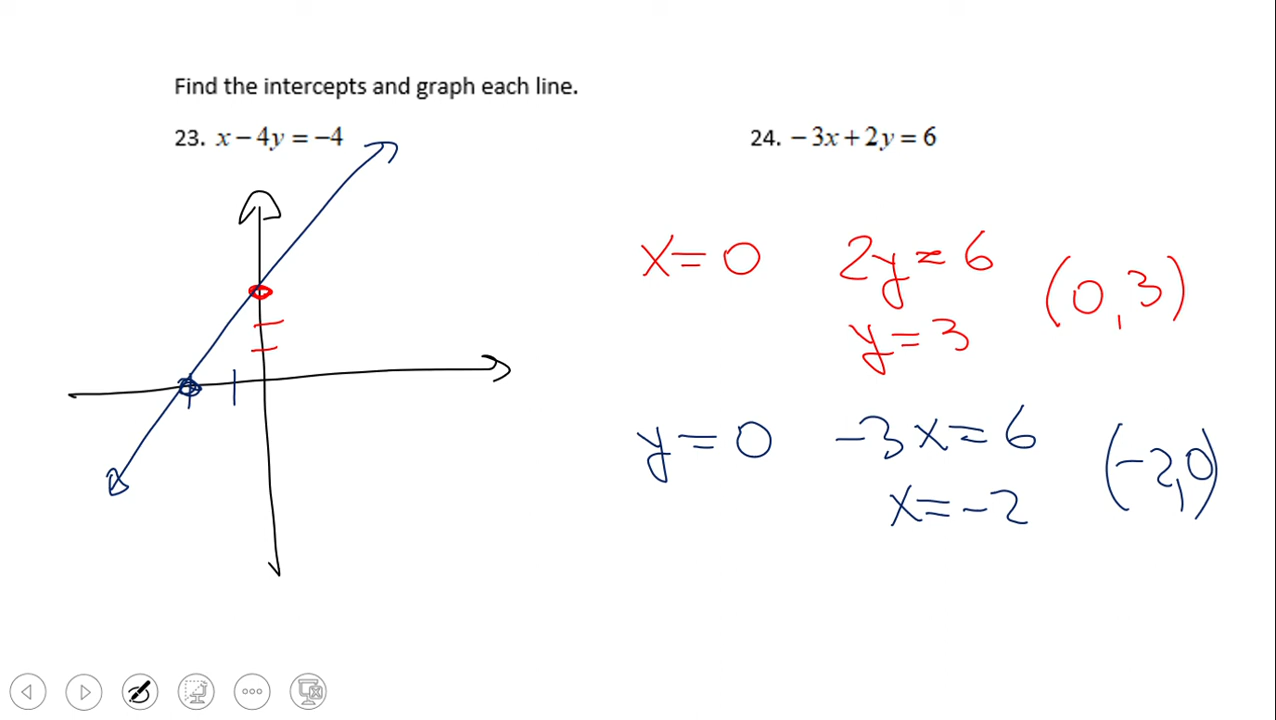 Find the intercepts and graph each line.
23. x − 4y = −4
24. − 3x + 2y = 6
x = 0 2y = 6 (0, 3)
y = 3
y = 0 -3x = 6 (-2, 0)
x = -2